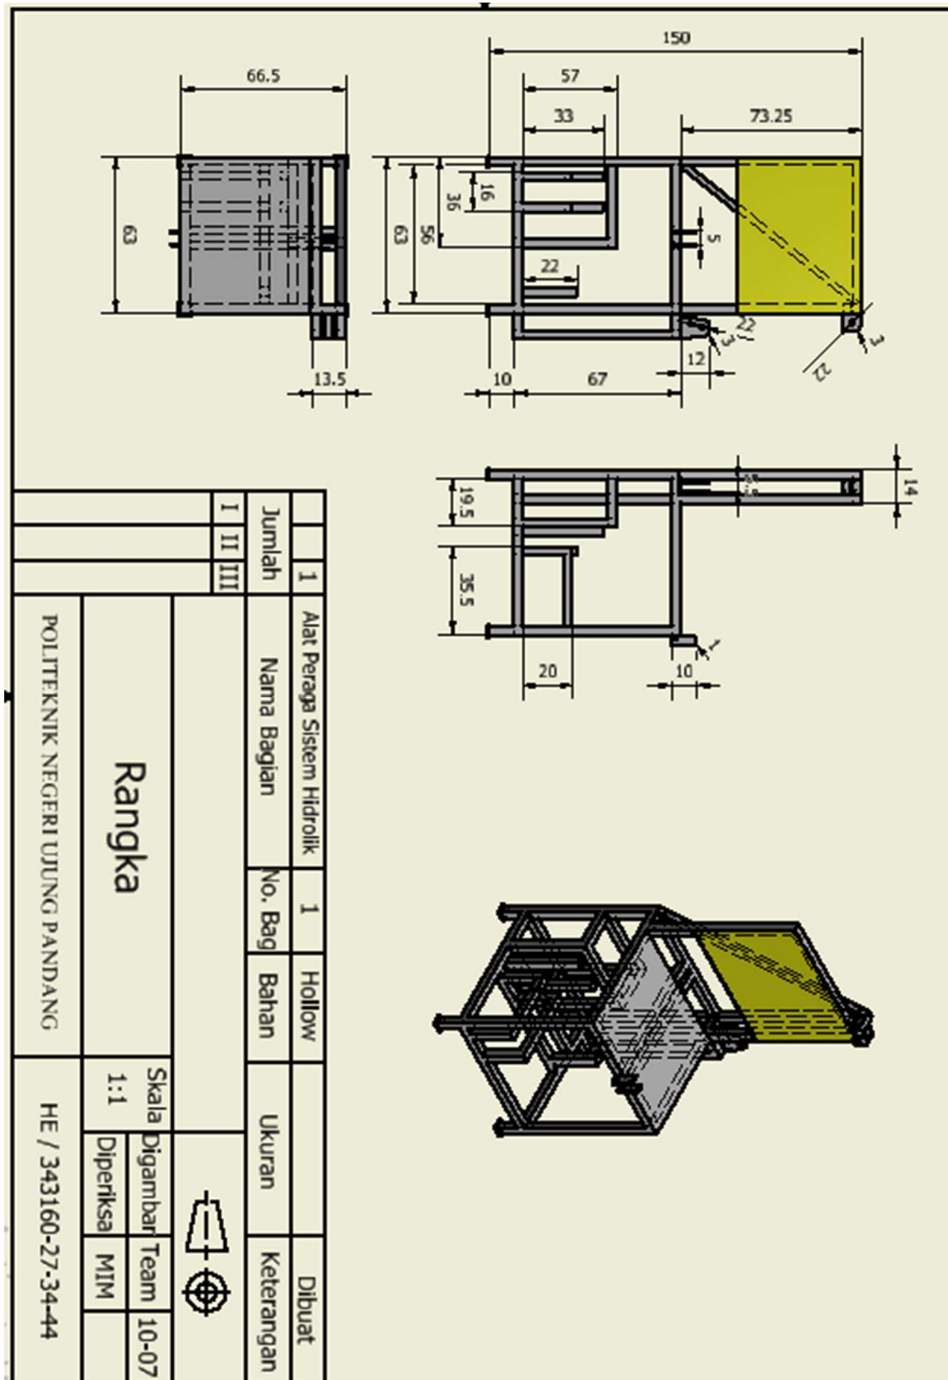 150
66.5
57
33
73.25
63
63
56
36
16
22
5
22
3
12
22
3
13.5
10
67
19.5
35.5
20
10
1
14
1
Alat Peraga Sistem Hidrolik
1
Hollow
Dibuat
Jumlah
Nama Bagian
No. Bag
Bahan
Ukuran
Keterangan
I
II
III
Rangka
Skala
1:1
Digambar
Team
10-07
Diperiksa
MIM
POLITEKNIK NEGERI UJUNG PANDANG
HE / 343160-27-34-44